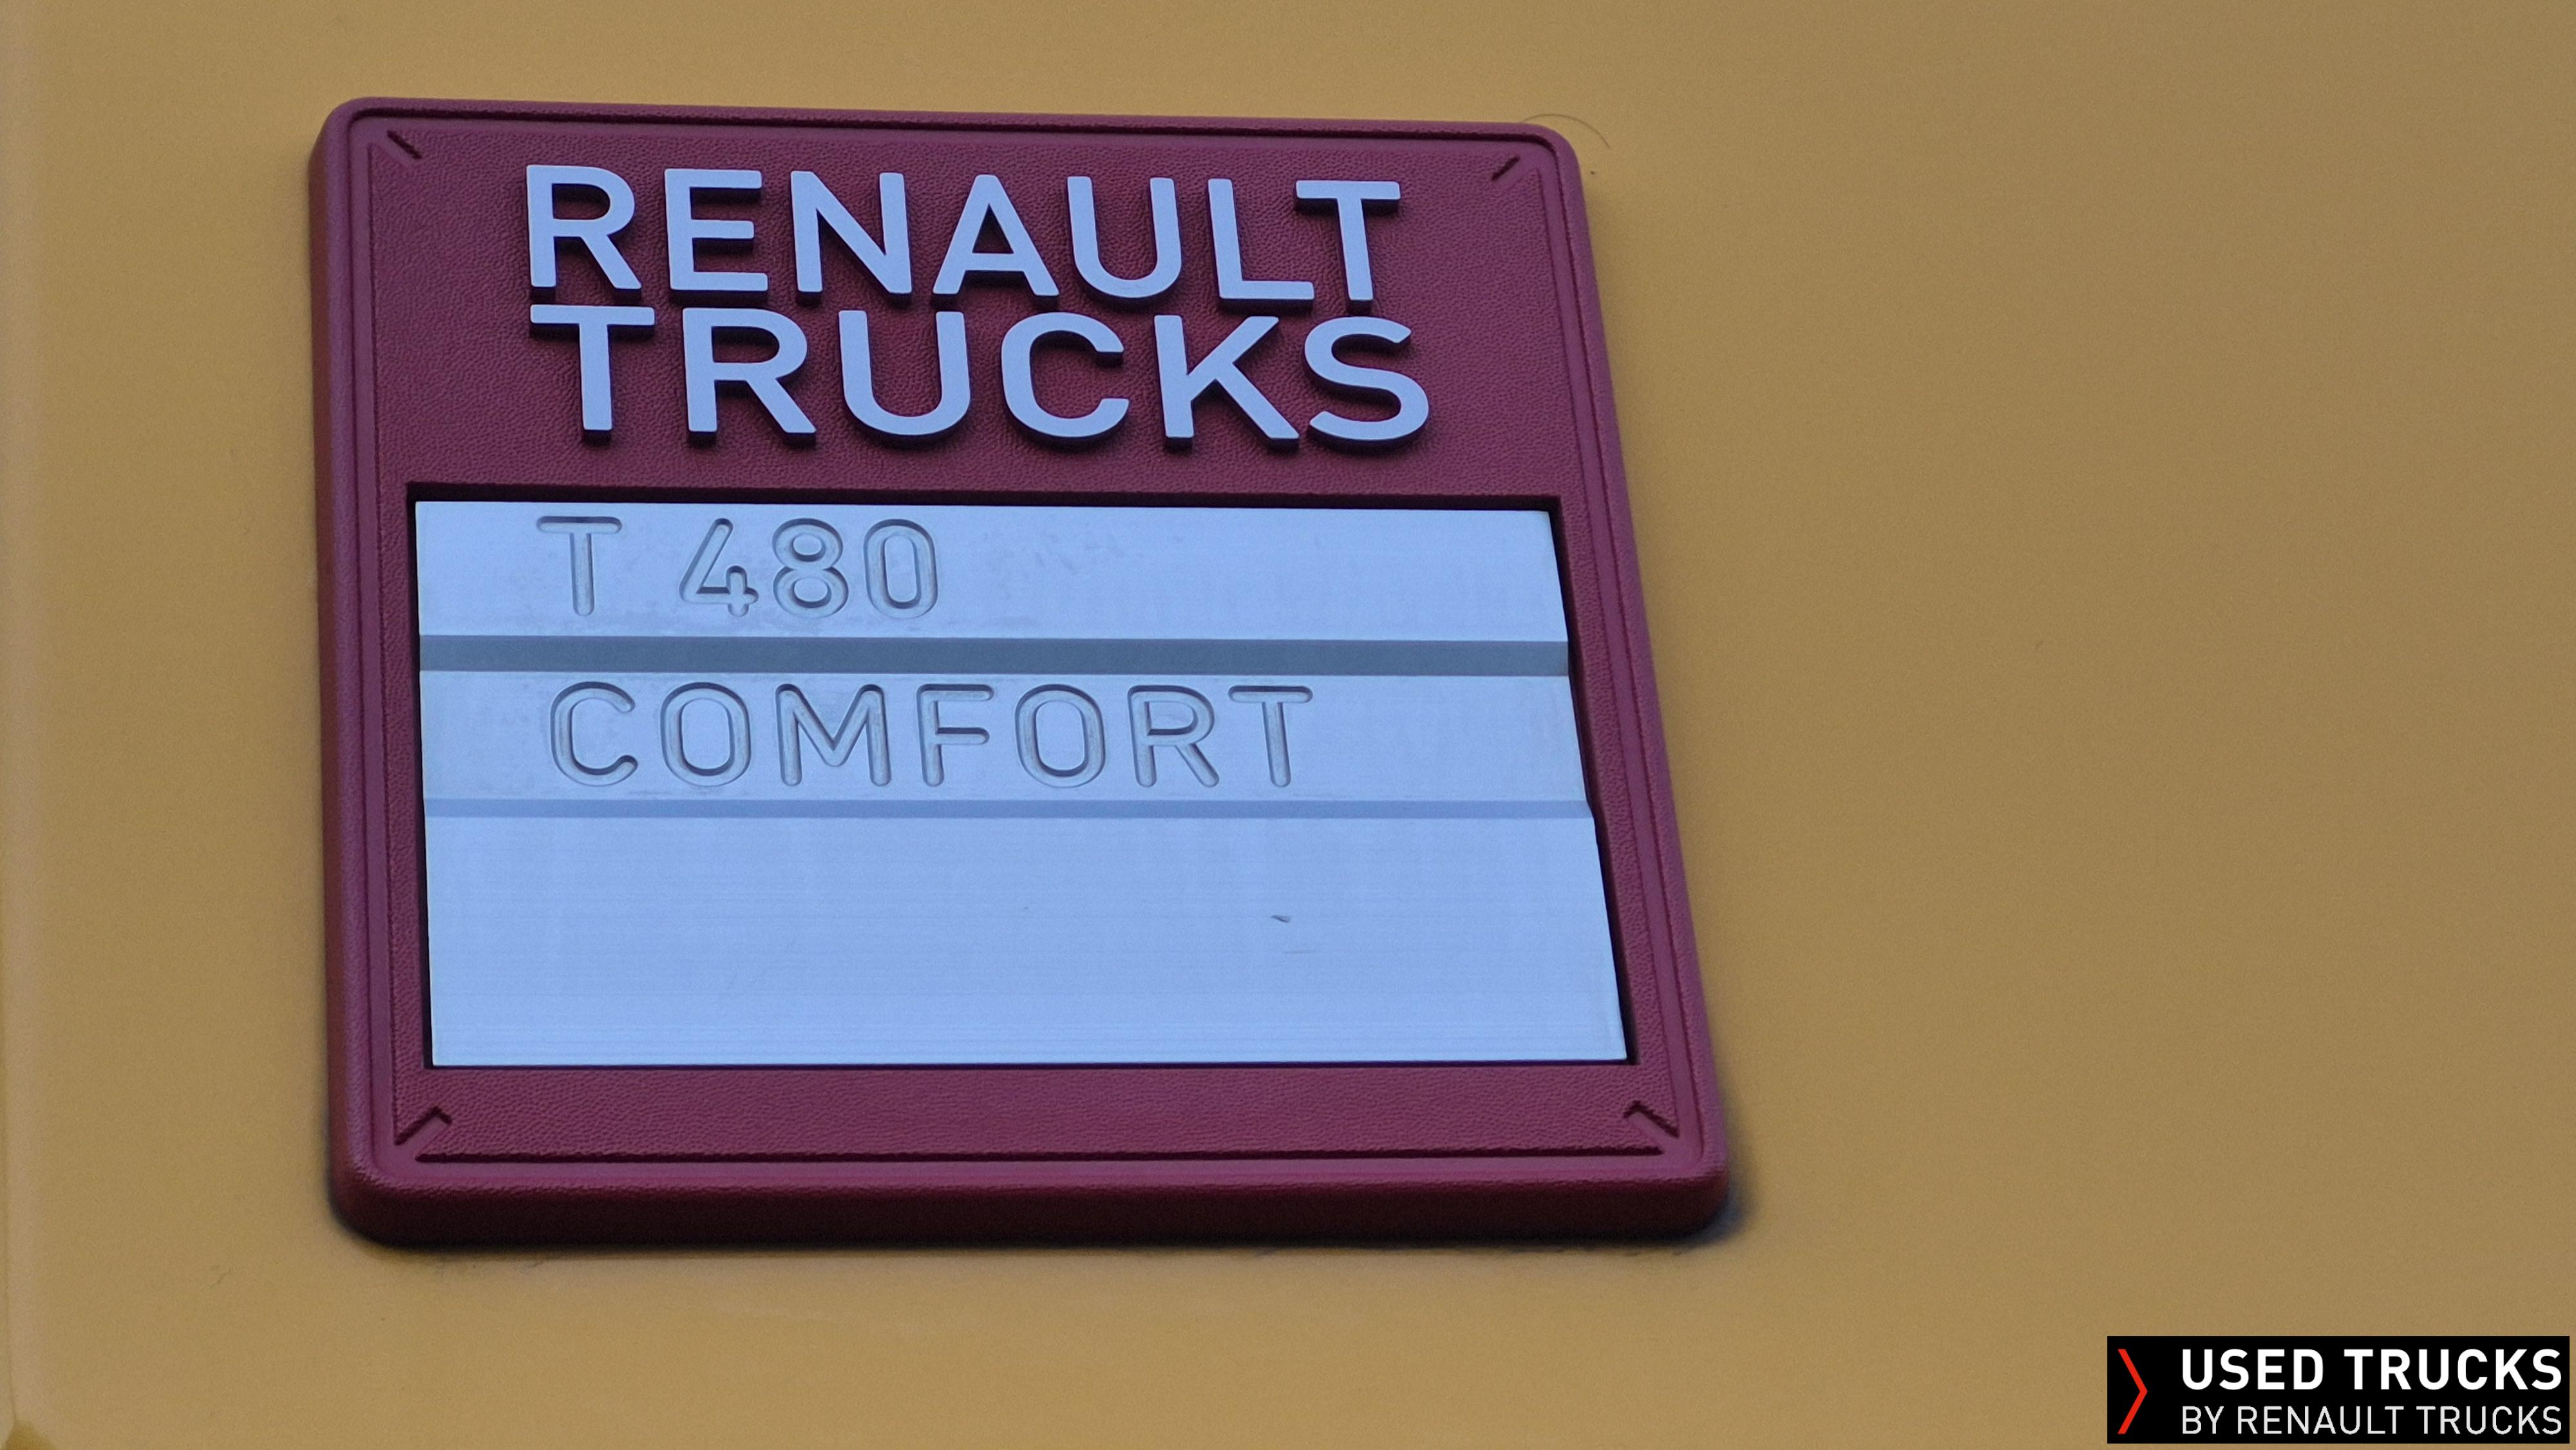 RENAULT
TRUCKS
T 480
COMFORT
USED TRUCKS
BY RENAULT TRUCKS